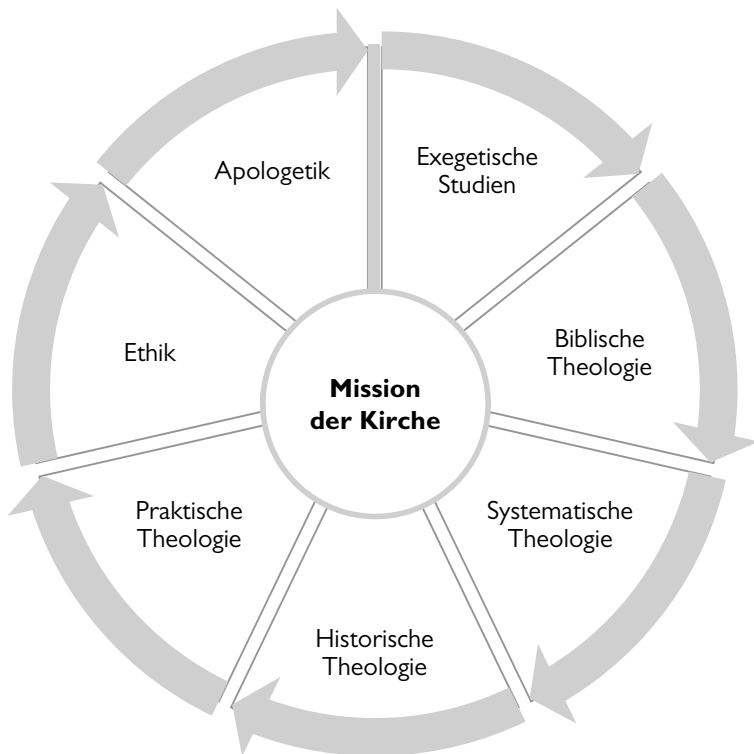 Apologetik
Exegetische
Studien
Biblische
Theologie
Systematische
Theologie
Historische
Theologie
Praktische
Theologie
Ethik
Mission
der Kirche